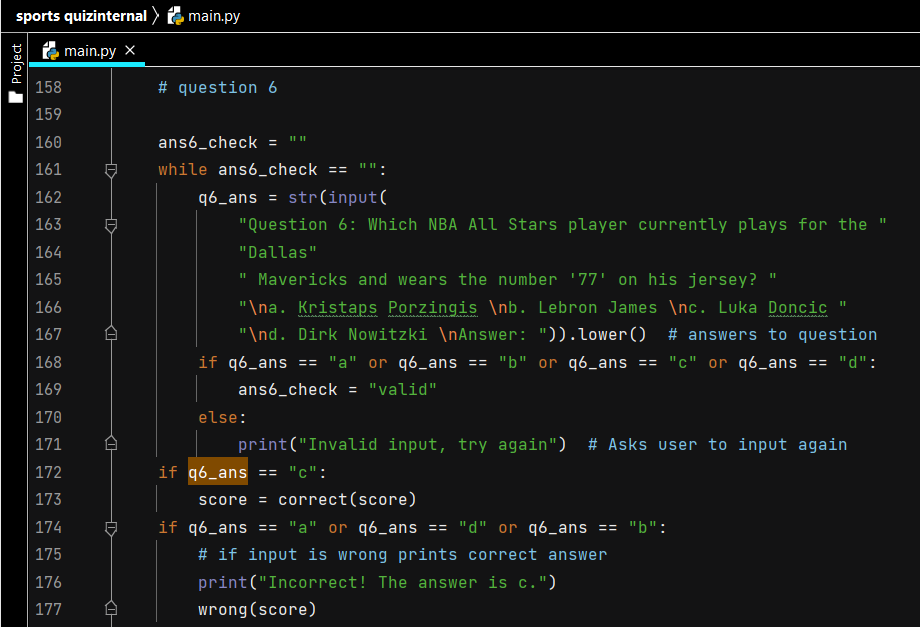 sports quizinternal main.py
Project
main.py
158 # question 6
159
160 ans6_check = ""
161 while ans6_check == "":
162 q6_ans = str(input(
163 "Question 6: Which NBA All Stars player currently plays for the "
164 "Dallas"
165 " Mavericks and wears the number '77' on his jersey? "
166 "\na. Kristaps Porzingis \nb. Lebron James \nc. Luka Doncic "
167 "\nd. Dirk Nowitzki \nAnswer: ")).lower()  # answers to question
168 if q6_ans == "a" or q6_ans == "b" or q6_ans == "c" or q6_ans == "d":
169 ans6_check = "valid"
170 else:
171 print("Invalid input, try again")  # Asks user to input again
172 if q6_ans == "c":
173 score = correct(score)
174 if q6_ans == "a" or q6_ans == "d" or q6_ans == "b":
175 # if input is wrong prints correct answer
176 print("Incorrect! The answer is c.")
177 wrong(score)